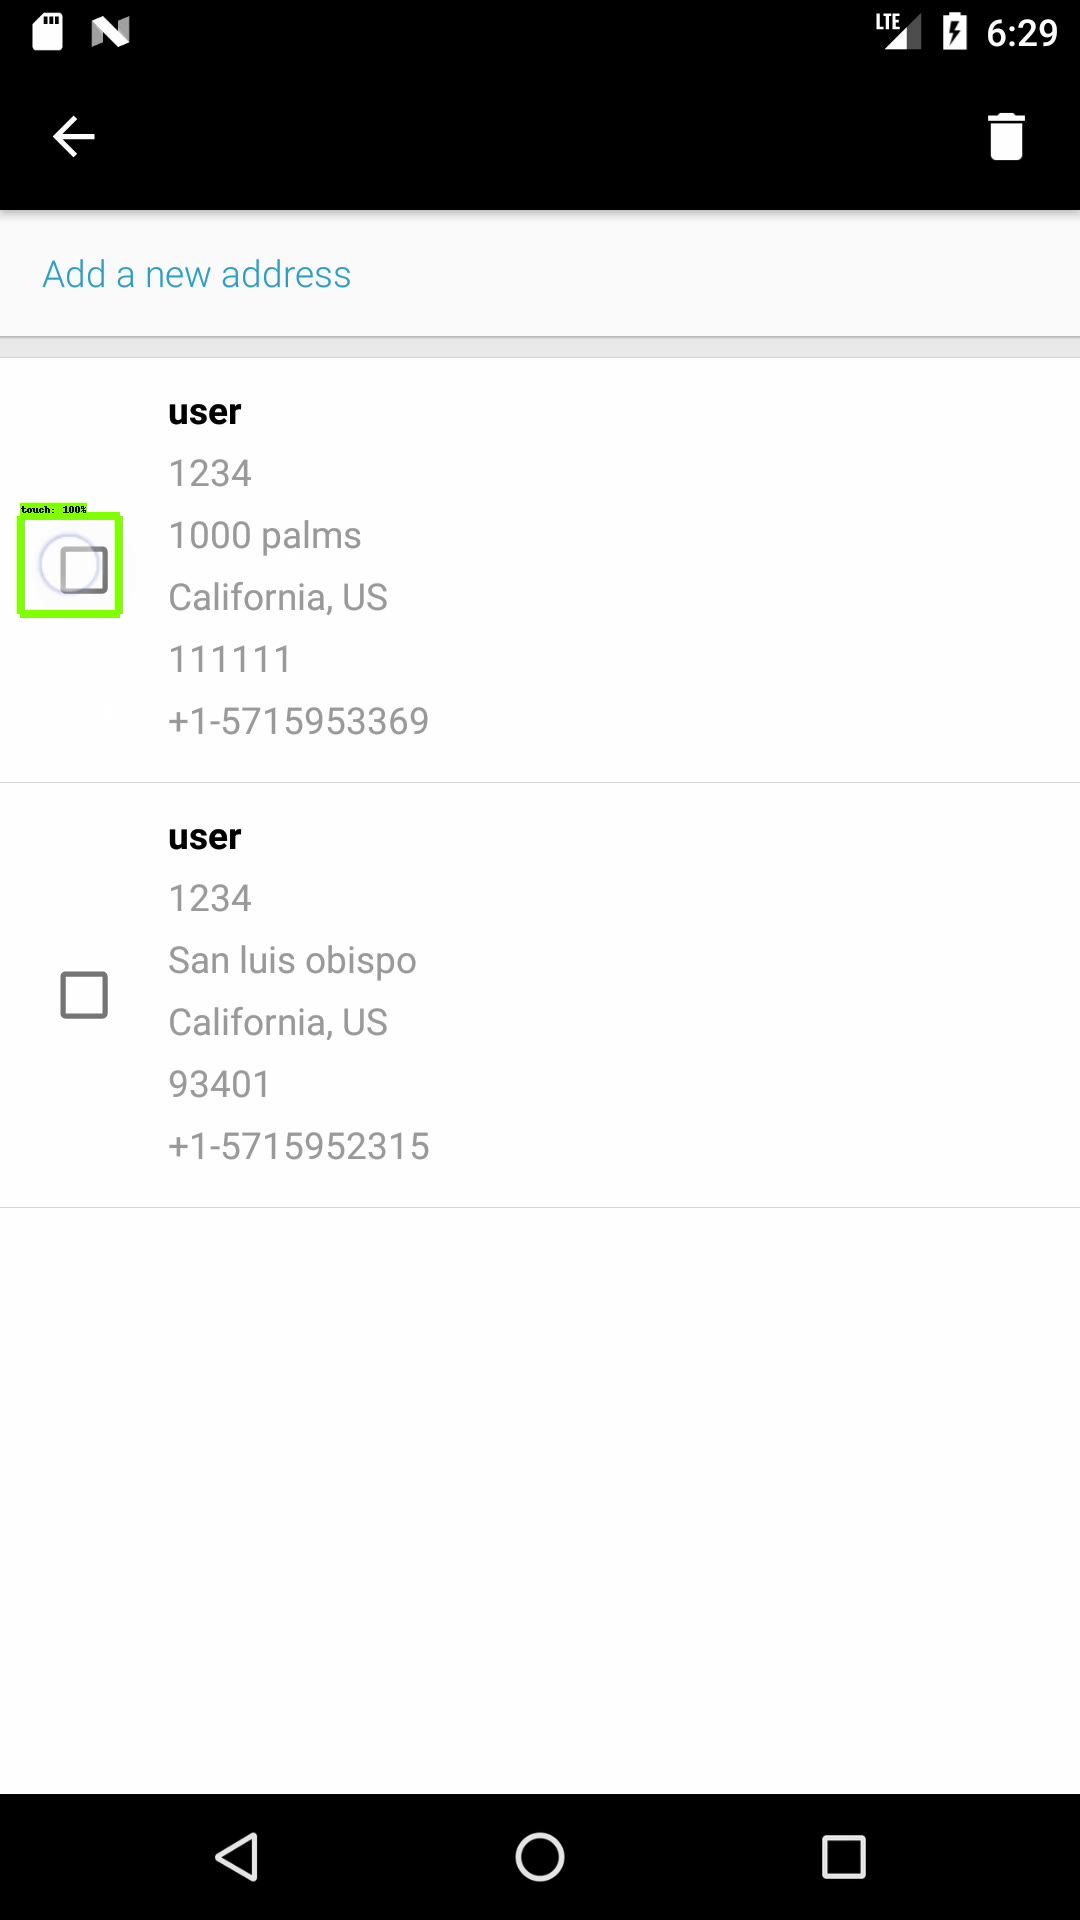 LTE 6:29
Add a new address
user
1234
touch: 100%
1000 palms
California, US
111111
+1-5715953369
user
1234
San luis obispo
California, US
93401
+1-5715952315